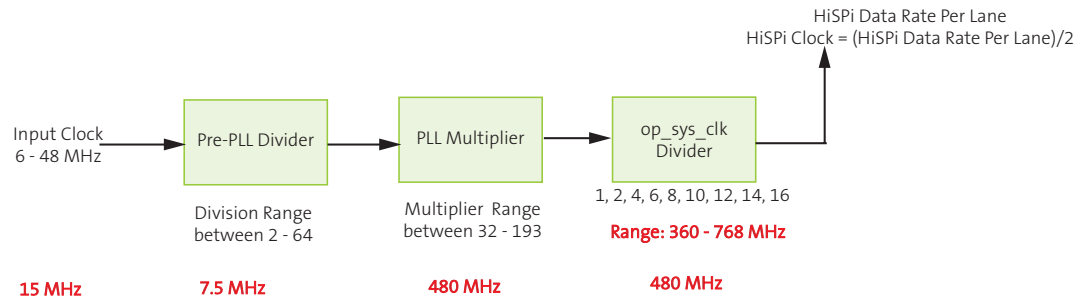 HiSPi Data Rate Per Lane
HiSPi Clock = (HiSPi Data Rate Per Lane)/2
Input Clock
6 - 48 MHz
Pre-PLL Divider
PLL Multiplier
op_sys_clk
Divider
Division Range
between 2 - 64
Multiplier Range
between 32 - 193
1, 2, 4, 6, 8, 10, 12, 14, 16
Range: 360 - 768 MHz
15 MHz
7.5 MHz
480 MHz
480 MHz